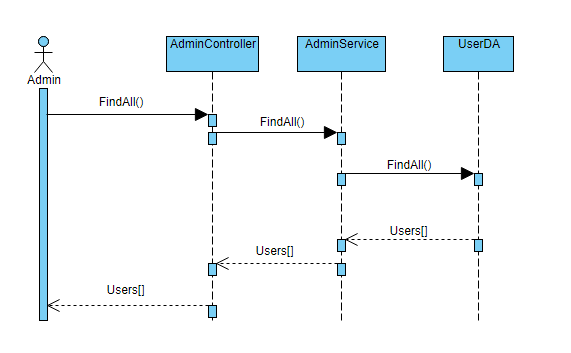 AdminController
AdminService
UserDA
Admin
FindAll()
FindAll()
FindAll()
Users[]
Users[]
Users[]